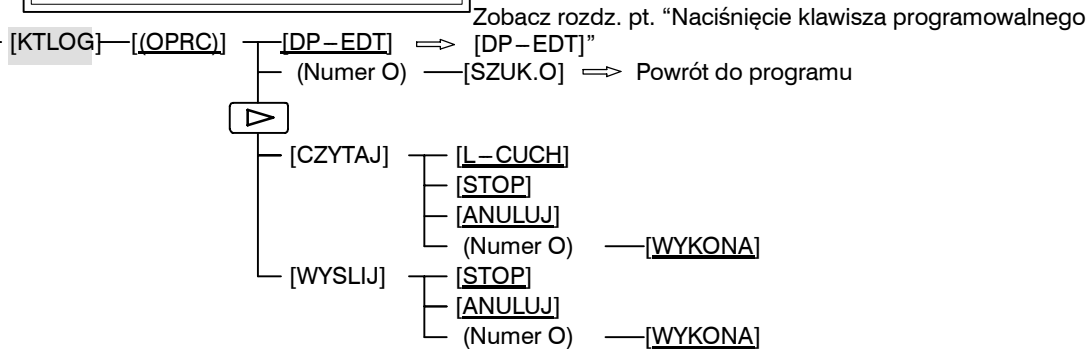 Zobacz rozdz. pt. “Naciśnięcie klawisza programowalnego
[KTLOG] [(OPRC)] [DP–EDT] [DP–EDT]”
(Numer O) [SZUK.O] Powrót do programu
[CZYTAJ] [L–CUCH]
[STOP]
[ANULUJ]
(Numer O) [WYKONA]
[WYSLIJ] [STOP]
[ANULUJ]
(Numer O) [WYKONA]